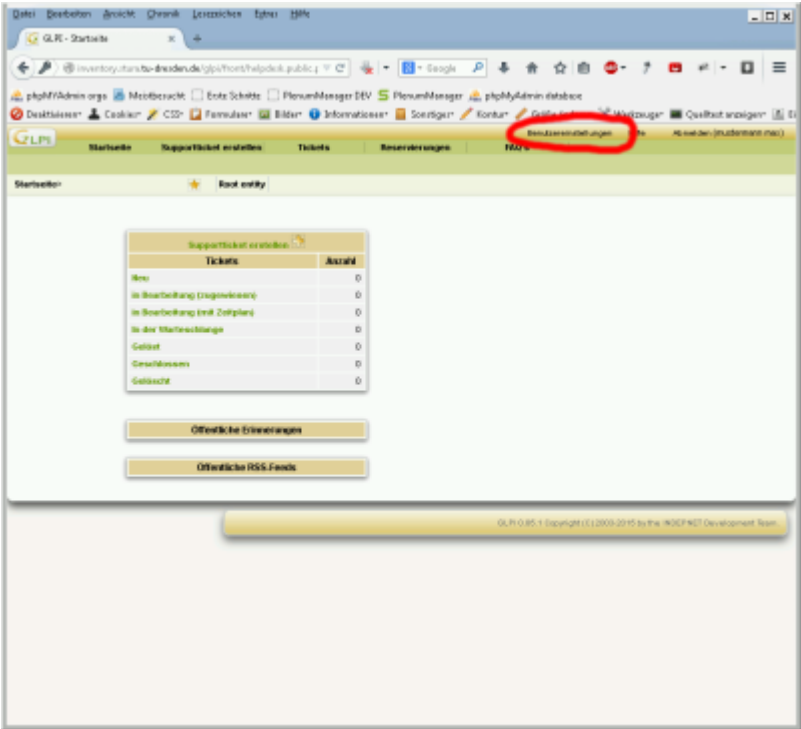 Datei Bearbeiten Ansicht Chronik Lesezeichen Extras Hilfe
GLPI - Startseite
inventory.stura.tu-dresden.de/glpi/front/helpdesk.public.p Google
phpMyAdmin orga Meistbesucht Erste Schritte PlenumManager DEV PlenumManager phpMyAdmin database
Deaktivieren Cookies CSS Formulare Bilder Informationen Sonstiges Kontur Werkzeuge Quelltext anzeigen
GLPI Benutzereinstellungen Abmelden (mustermann max)
Startseite Supportticket erstellen Tickets Reservierungen FAQ's
Startseite> Root entity
Supportticket erstellen
Tickets Anzahl
Neu 0
in Bearbeitung (zugewiesen) 0
in Bearbeitung (mit Zeitplan) 0
In der Warteschlange 0
Gelöst 0
Geschlossen 0
Gelöscht 0
Öffentliche Erinnerungen
Öffentliche RSS-Feeds
GLPI 0.85.1 Copyright (C) 2003-2015 by the INDEPNET Development Team.